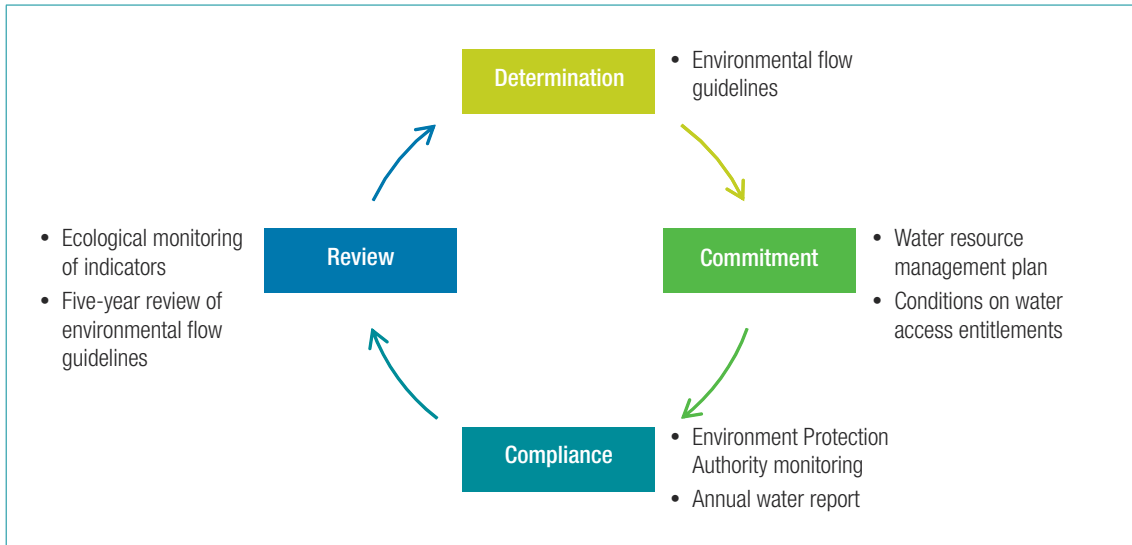 Determination
• Environmental flow
guidelines
Commitment
• Water resource
management plan
• Conditions on water
access entitlements
Compliance
• Environment Protection
Authority monitoring
• Annual water report
Review
• Ecological monitoring
of indicators
• Five-year review of
environmental flow
guidelines